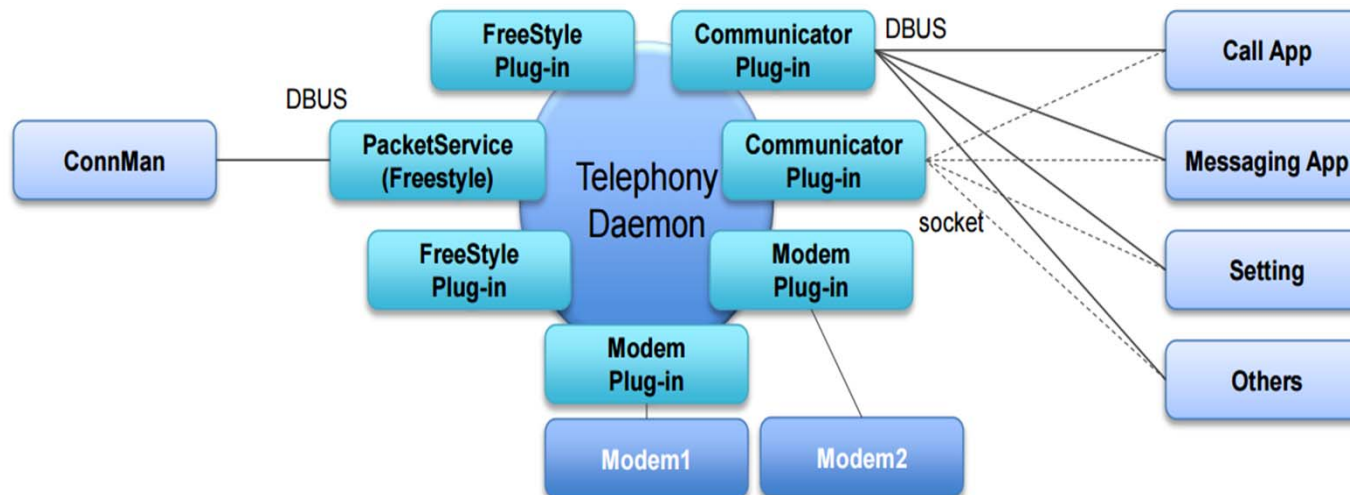 FreeStyle
Plug-in
Communicator
Plug-in
DBUS
Call App
DBUS
ConnMan
PacketService
(Freestyle)
Telephony
Daemon
Communicator
Plug-in
Messaging App
socket
FreeStyle
Plug-in
Modem
Plug-in
Setting
Modem
Plug-in
Others
Modem1
Modem2